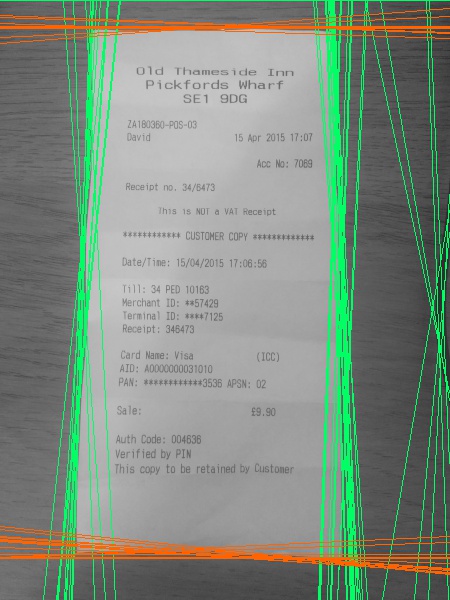 Old Thameside Inn
Pickfords Wharf
SE1 9DG
ZA180360-POS-03
David 15 Apr 2015 17:07
Acc No: 7069
Receipt no. 34/6473
This is NOT a VAT Receipt
************ CUSTOMER COPY *************
Date/Time: 15/04/2015 17:06:56
Till: 34 PED 10163
Merchant ID: **57429
Terminal ID: ****7125
Receipt: 346473
Card Name: Visa (ICC)
AID: A0000000031010
PAN: ************3536 APSN: 02
Sale: £9.90
Auth Code: 004636
Verified by PIN
This copy to be retained by Customer